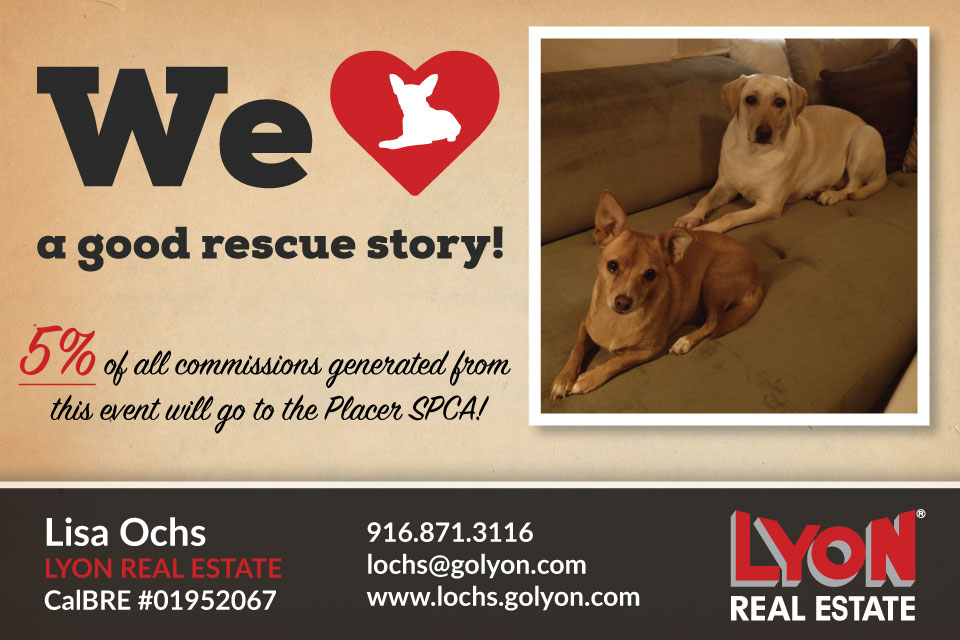 We
a good rescue story!
5% of all commissions generated from
this event will go to the Placer SPCA!
Lisa Ochs
LYON REAL ESTATE
CalBRE #01952067
916.871.3116
lochs@golyon.com
www.lochs.golyon.com
LYON®
REAL ESTATE